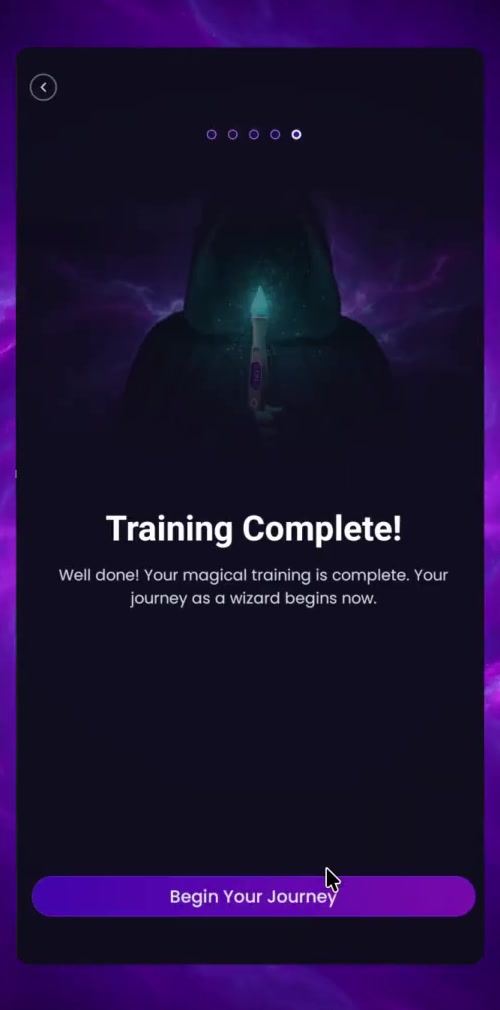 Training Complete!
Well done! Your magical training is complete. Your
journey as a wizard begins now.
Begin Your Journey